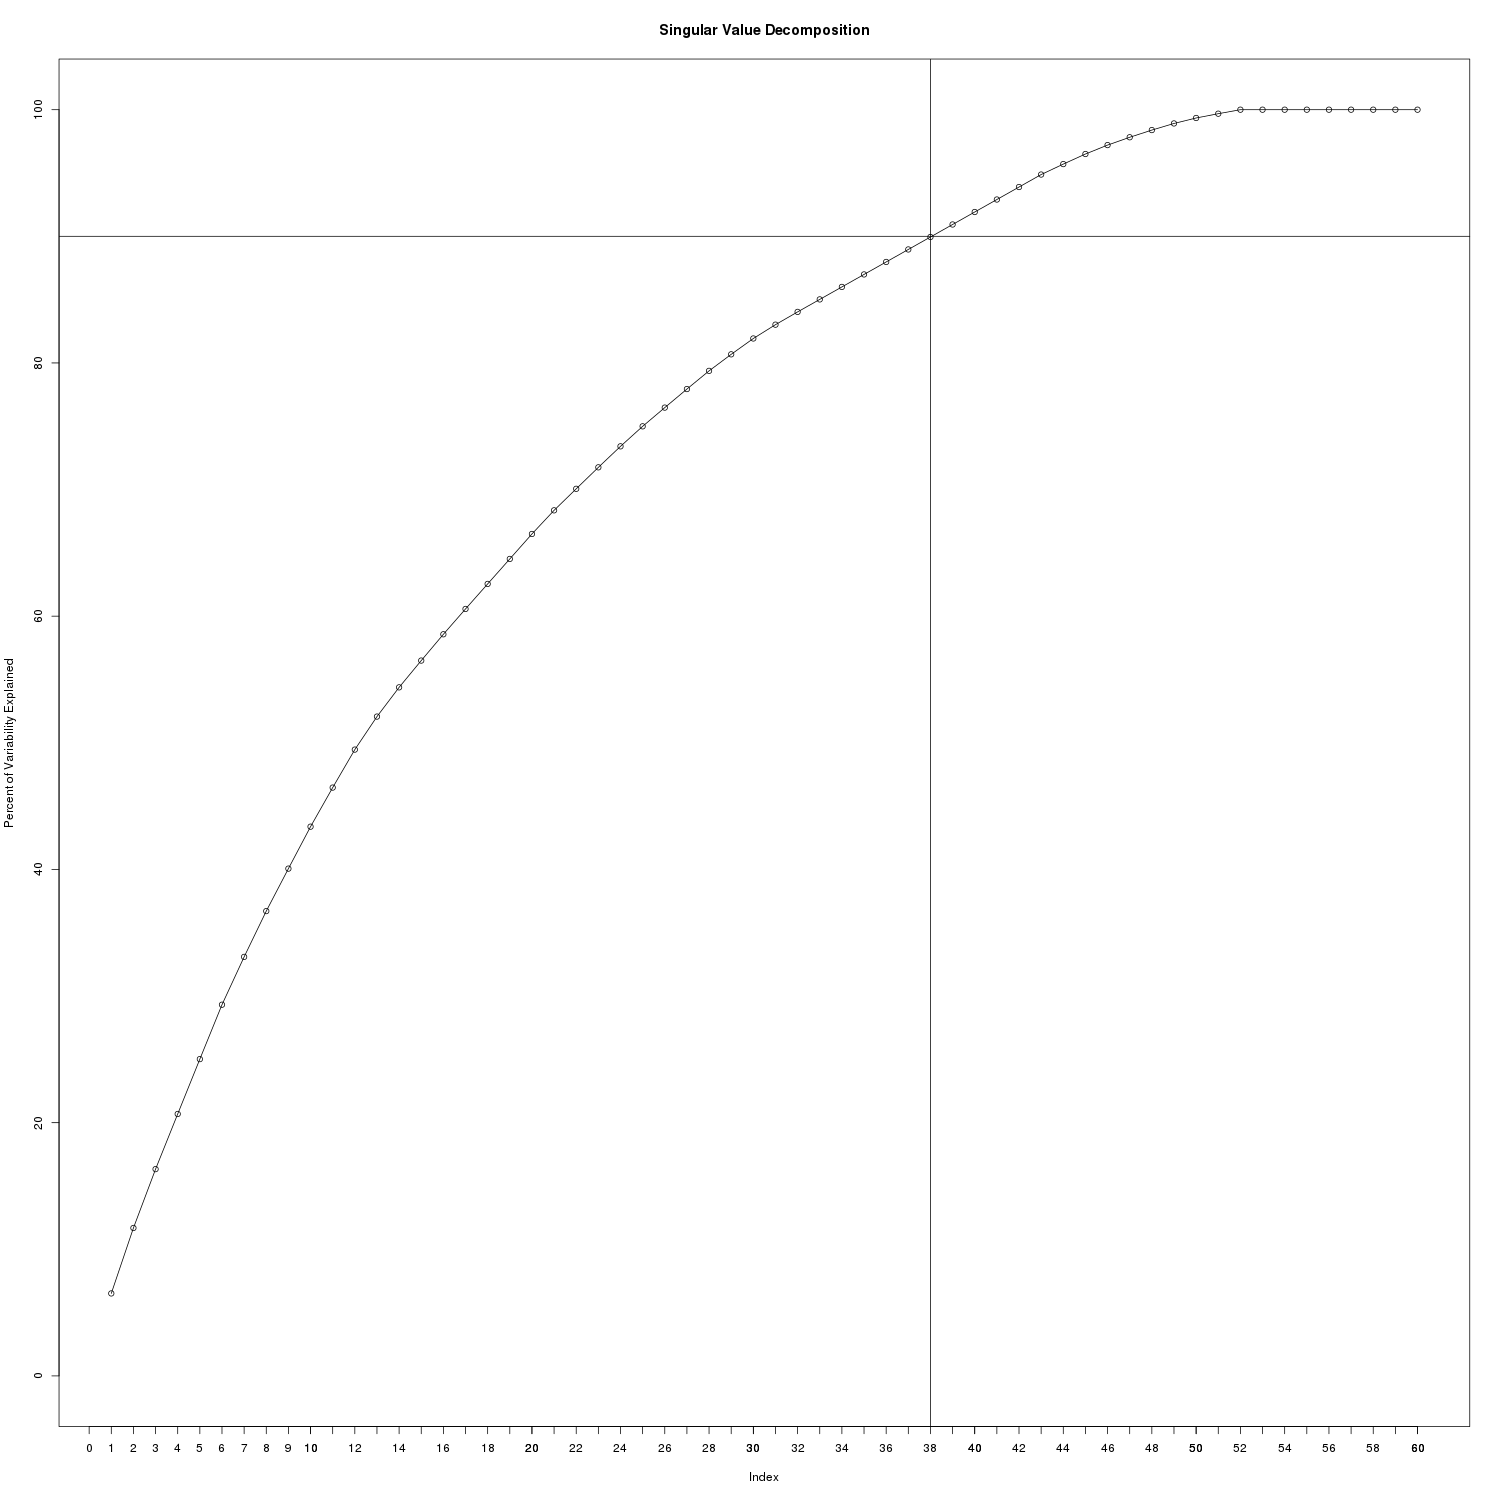 Singular Value Decomposition
Percent of Variability Explained
100
80
60
40
20
0
0 1 2 3 4 5 6 7 8 9 10 12 14 16 18 20 22 24 26 28 30 32 34 36 38 40 42 44 46 48 50 52 54 56 58 60
Index